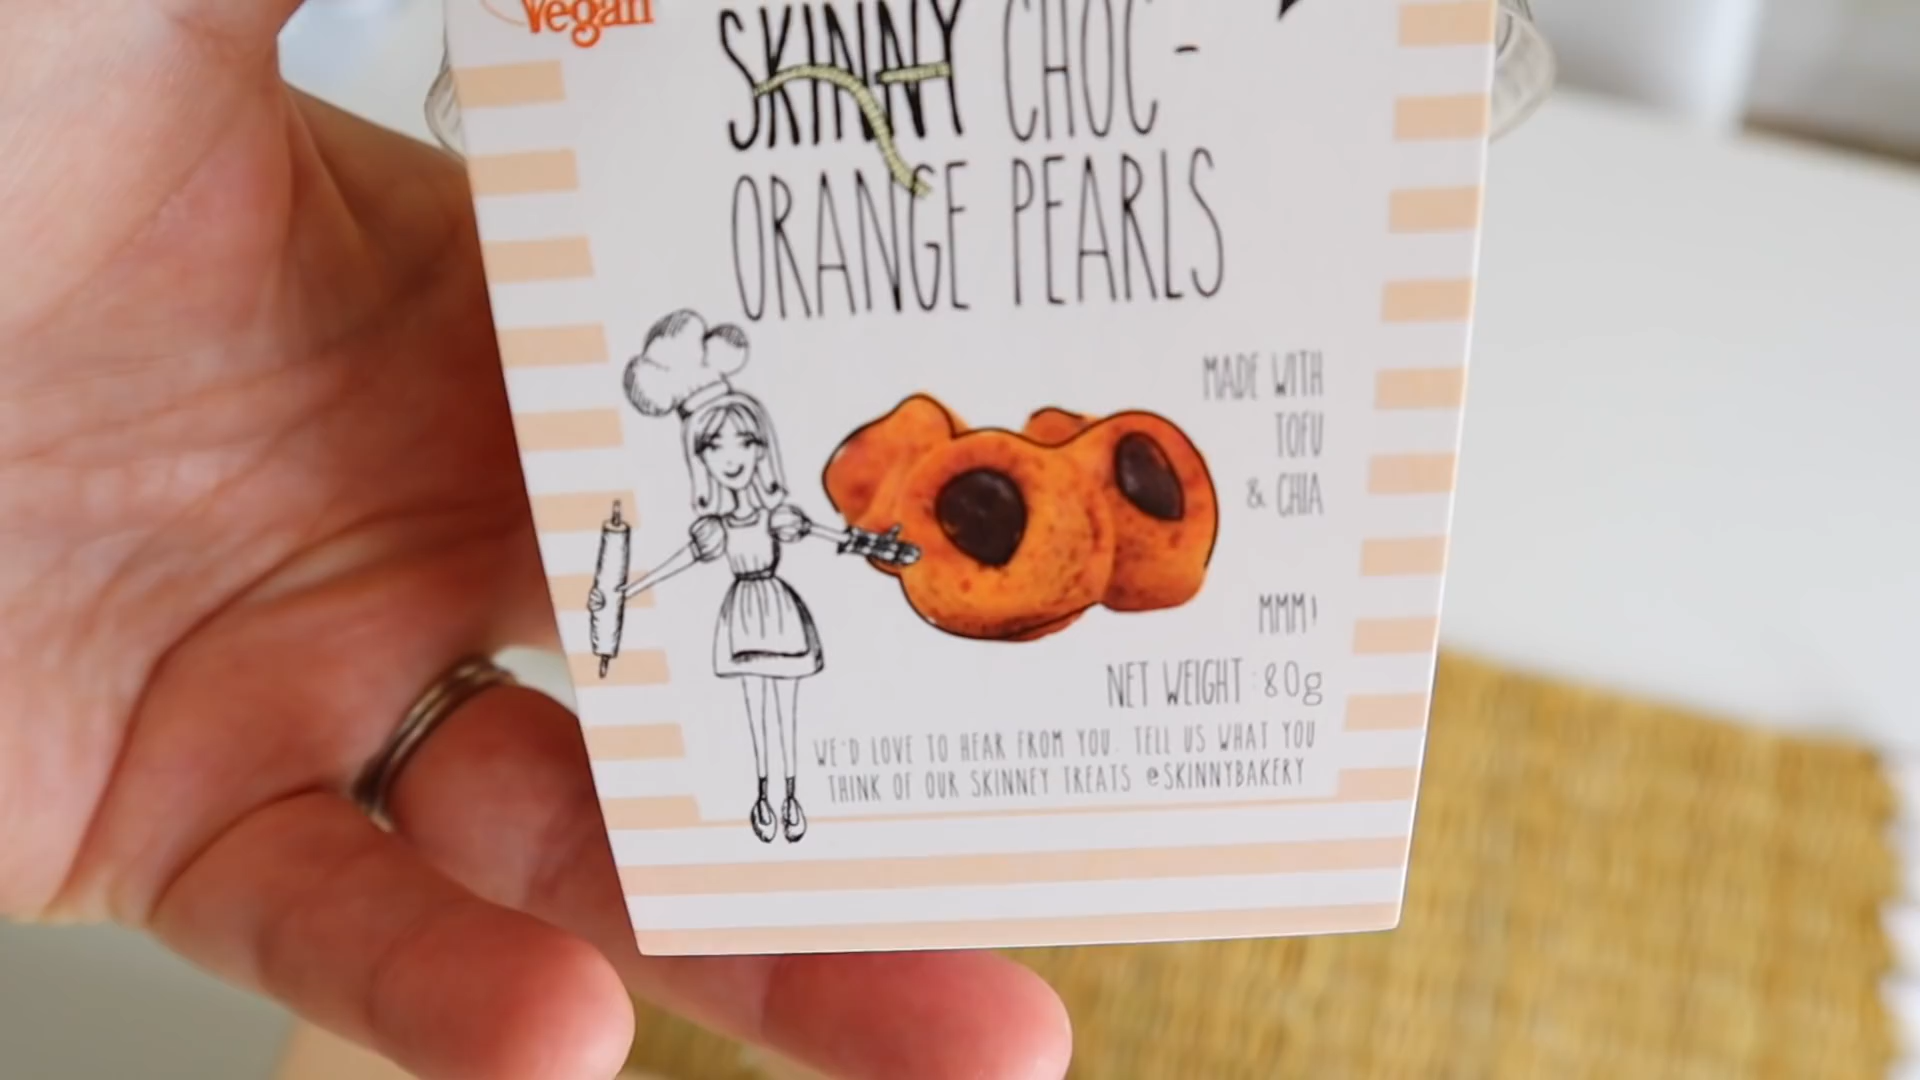 Vegan
SKINNY CHOC-
ORANGE PEARLS
MADE WITH
TOFU
& CHIA
MMM!
NET WEIGHT: 80g
WE'D LOVE TO HEAR FROM YOU. TELL US WHAT YOU
THINK OF OUR SKINNEY TREATS @SKINNYBAKERY